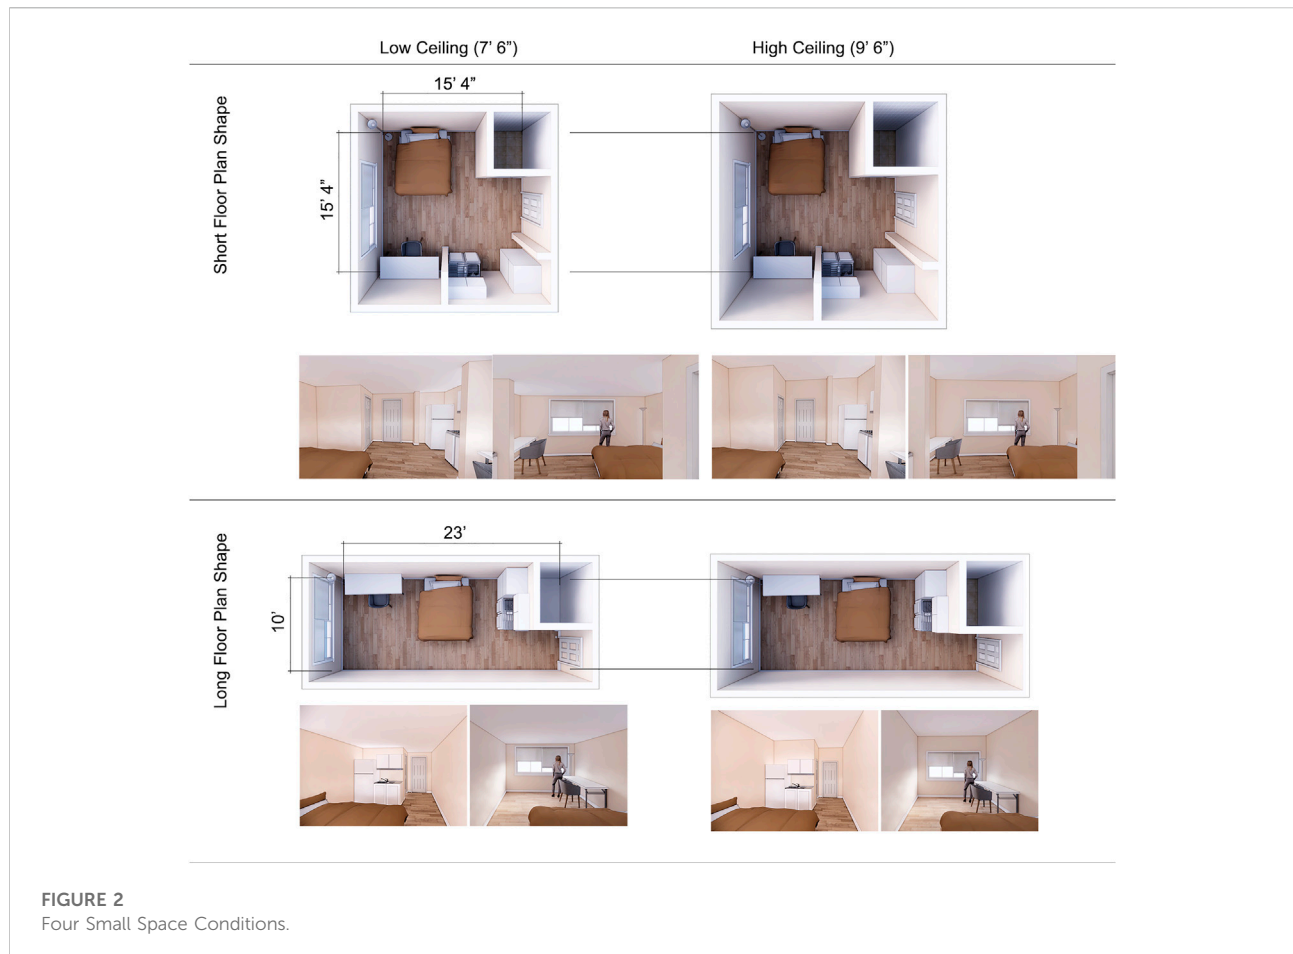 Low Ceiling (7’ 6”)
High Ceiling (9’ 6”)
Short Floor Plan Shape
15’ 4”
15’ 4”
Long Floor Plan Shape
23’
10’
FIGURE 2
Four Small Space Conditions.